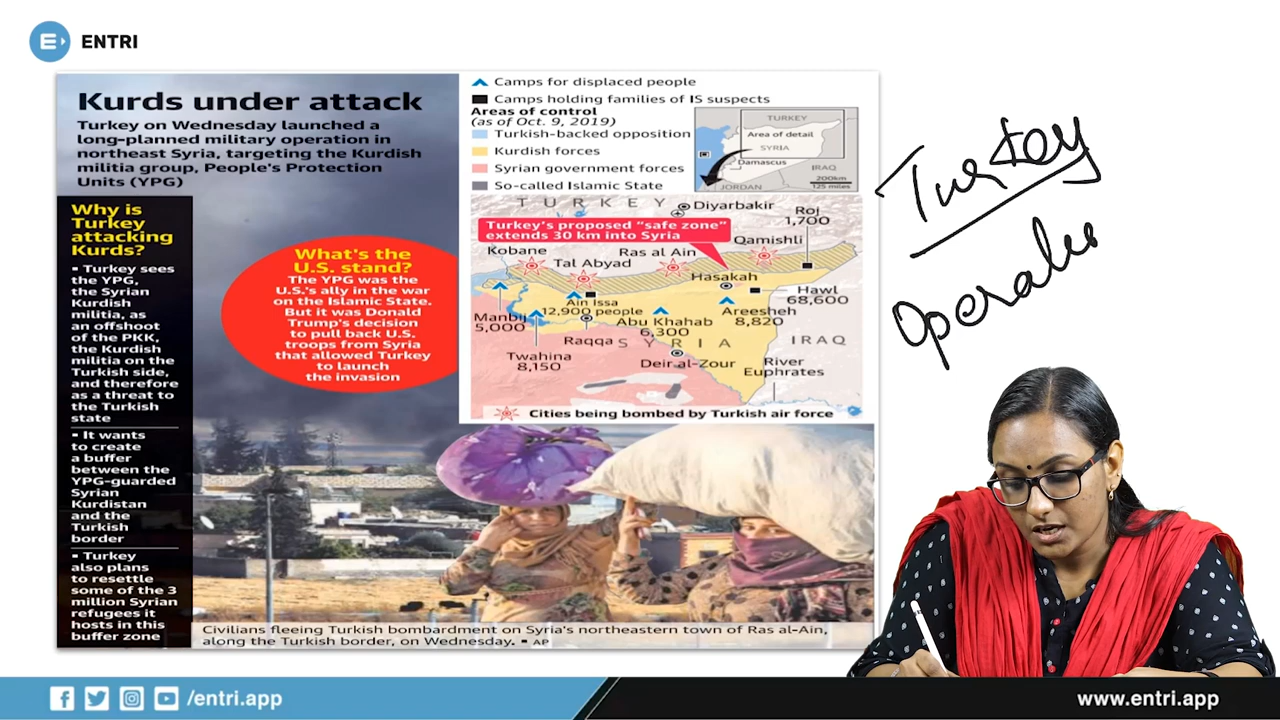 ENTRI
Kurds under attack
Turkey on Wednesday launched a
long-planned military operation in
northeast Syria, targeting the Kurdish
militia group, People's Protection
Units (YPG)
Why is
Turkey
attacking
Kurds?
▪ Turkey sees
the YPG,
the Syrian
Kurdish
militia, as
an offshoot
of the PKK,
the Kurdish
militia on the
Turkish side,
and therefore
as a threat to
the Turkish
state
▪ It wants
to create
a buffer
between the
YPG-guarded
Syrian
Kurdistan
and the
Turkish
border
▪ Turkey
also plans
to resettle
some of the 3
million Syrian
refugees it
hosts in this
buffer zone
What's the
U.S. stand?
The YPG was the
U.S.'s ally in the war
on the Islamic State.
But it was Donald
Trump's decision
to pull back U.S.
troops from Syria
that allowed Turkey
to launch
the invasion
Camps for displaced people
Camps holding families of IS suspects
Areas of control
(as of Oct. 9, 2019)
Turkish-backed opposition
Kurdish forces
Syrian government forces
So-called Islamic State
TURKEY
Area of detail
SYRIA
Damascus
IRAQ
JORDAN
200km
125 miles
TURKEY
Diyarbakir
Roj
1,700
Turkey's proposed "safe zone"
extends 30 km into Syria
Qamishli
Kobane
Ras al Ain
Tal Abyad
Hasakah
Hawl
68,600
Ain Issa
12,900 people
Manbij
5,000
Abu Khahab
6,300
Areesheh
8,820
Raqqa
SYRIA
IRAQ
Twahina
8,150
Deir al-Zour
River
Euphrates
Cities being bombed by Turkish air force
Civilians fleeing Turkish bombardment on Syria's northeastern town of Ras al-Ain,
along the Turkish border, on Wednesday. ▪ AP
Turkey
/entri.app
www.entri.app